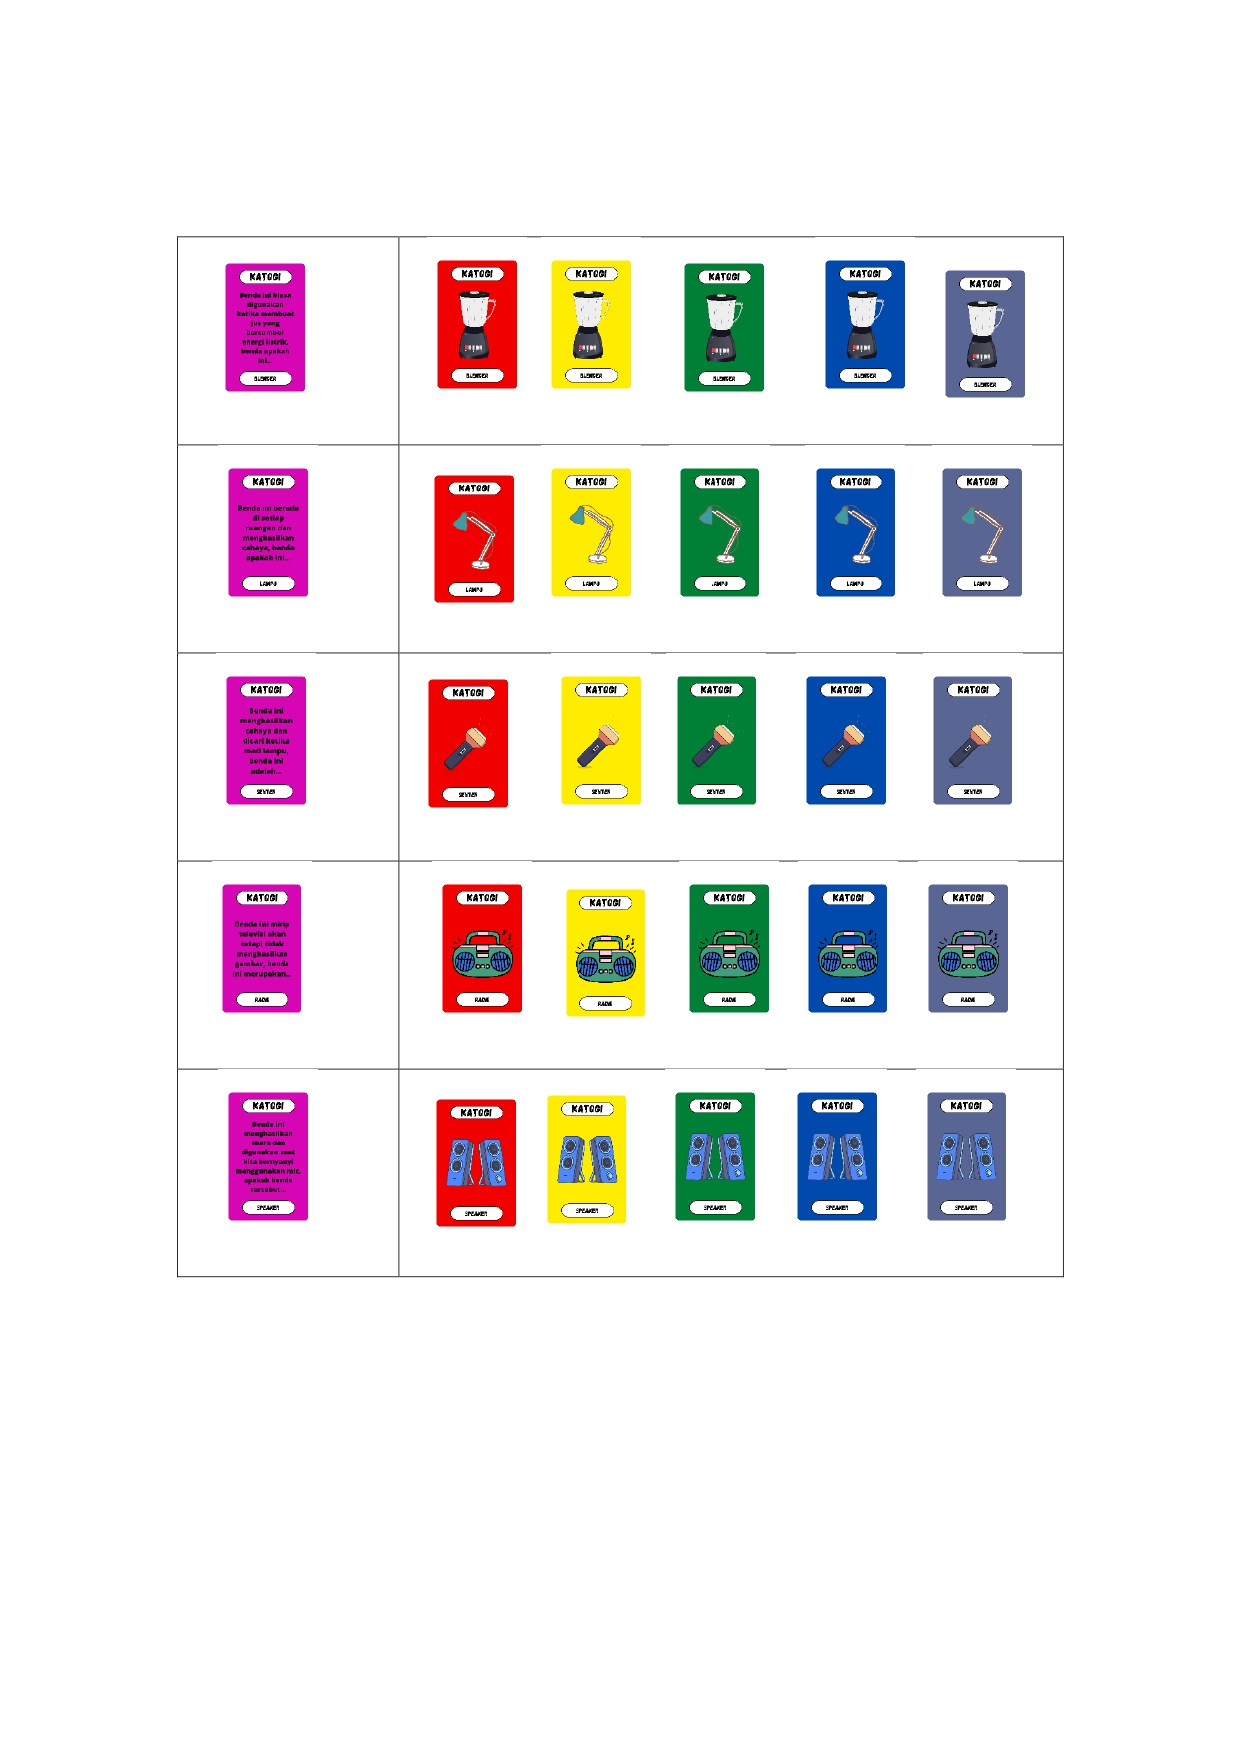 KATOGI
Benda ini biasa
digunakan
ketika membuat
jus yang
bersumber
energi listrik,
benda apakah
ini...
BLENDER
KATOGI
BLENDER
KATOGI
BLENDER
KATOGI
BLENDER
KATOGI
BLENDER
KATOGI
BLENDER
KATOGI
Benda ini berada
di setiap
ruangan dan
menghasilkan
cahaya, benda
apakah ini...
LAMPU
KATOGI
LAMPU
KATOGI
LAMPU
KATOGI
LAMPU
KATOGI
LAMPU
KATOGI
LAMPU
KATOGI
Benda ini
menghasilkan
cahaya dan
dicari ketika
mati lampu,
benda ini
adalah...
SENTER
KATOGI
SENTER
KATOGI
SENTER
KATOGI
SENTER
KATOGI
SENTER
KATOGI
SENTER
KATOGI
Benda ini mirip
televisi akan
tetapi tidak
menghasilkan
gambar, benda
ini merupakan...
RADIO
KATOGI
RADIO
KATOGI
RADIO
KATOGI
RADIO
KATOGI
RADIO
KATOGI
RADIO
KATOGI
Benda ini
menghasilkan
suara dan
digunakan saat
kita bernyanyi
menggunakan mic,
apakah benda
tersebut...
SPEAKER
KATOGI
SPEAKER
KATOGI
SPEAKER
KATOGI
SPEAKER
KATOGI
SPEAKER
KATOGI
SPEAKER